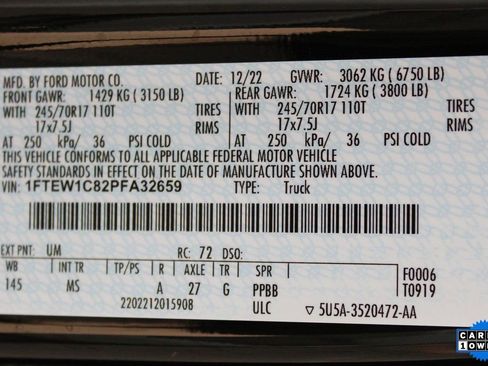 MFD. BY FORD MOTOR CO.
DATE: 12/22 GVWR: 3062 KG (6750 LB)
FRONT GAWR: 1429 KG (3150 LB) REAR GAWR: 1724 KG (3800 LB)
WITH 245/70R17 110T TIRES WITH 245/70R17 110T TIRES
17x7.5J RIMS 17x7.5J RIMS
AT 250 kPa/ 36 PSI COLD AT 250 kPa/ 36 PSI COLD
THIS VEHICLE CONFORMS TO ALL APPLICABLE FEDERAL MOTOR VEHICLE
SAFETY STANDARDS IN EFFECT ON THE DATE OF MANUFACTURE SHOWN ABOVE.
VIN: 1FTEW1C82PFA32659 TYPE: Truck
EXT PNT: UM RC: 72 DSO:
WB INT TR TP/PS R AXLE TR SPR F0006
145 MS A 27 G PPBB T0919
2202212015908 ULC ▽ 5U5A-3520472-AA
1